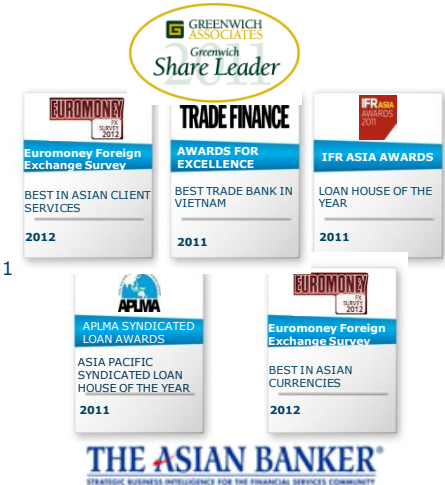 GREENWICH
ASSOCIATES
2011
Greenwich
Share Leader
EUROMONEY
FX
SURVEY
2012
Euromoney Foreign
Exchange Survey
BEST IN ASIAN CLIENT
SERVICES
2012
TRADE FINANCE
AWARDS FOR
EXCELLENCE
BEST TRADE BANK IN
VIETNAM
2011
IFR ASIA
AWARDS
2011
IFR ASIA AWARDS
LOAN HOUSE OF THE
YEAR
2011
1
APLMA
APLMA SYNDICATED
LOAN AWARDS
ASIA PACIFIC
SYNDICATED LOAN
HOUSE OF THE YEAR
2011
EUROMONEY
FX
SURVEY
2012
Euromoney Foreign
Exchange Survey
BEST IN ASIAN
CURRENCIES
2012
THE ASIAN BANKER®
STRATEGIC BUSINESS INTELLIGENCE FOR THE FINANCIAL SERVICES COMMUNITY